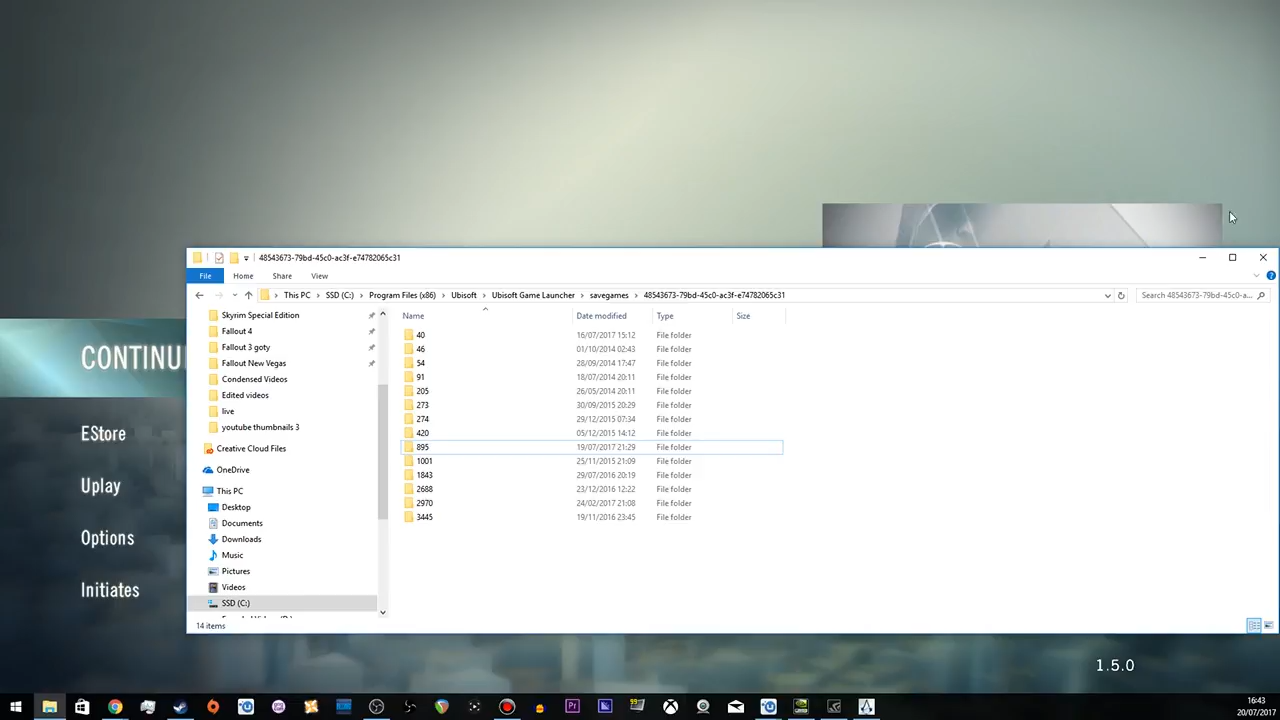 48543673-79bd-45c0-ac3f-e74782065c31
File Home Share View
This PC SSD (C:) Program Files (x86) Ubisoft Ubisoft Game Launcher savegames 48543673-79bd-45c0-ac3f-e74782065c31 Search 48543673-79bd-45c0-a...
Name Date modified Type Size
Skyrim Special Edition
Fallout 4
Fallout 3 goty
Fallout New Vegas
Condensed Videos
Edited videos
live
youtube thumbnails 3
Creative Cloud Files
OneDrive
This PC
Desktop
Documents
Downloads
Music
Pictures
Videos
SSD (C:)
40 16/07/2017 15:12 File folder
46 01/10/2014 02:43 File folder
54 28/09/2014 17:47 File folder
91 18/07/2014 20:11 File folder
205 26/05/2014 20:11 File folder
273 30/09/2015 20:29 File folder
274 29/12/2015 07:34 File folder
420 05/12/2015 14:12 File folder
895 19/07/2017 21:29 File folder
1001 25/11/2015 21:09 File folder
1843 29/07/2016 20:19 File folder
2688 23/12/2016 12:22 File folder
2970 24/02/2017 21:08 File folder
3445 19/11/2016 23:45 File folder
14 items
CONTINU
EStore
Uplay
Options
Initiates
1.5.0
16:43
20/07/2017